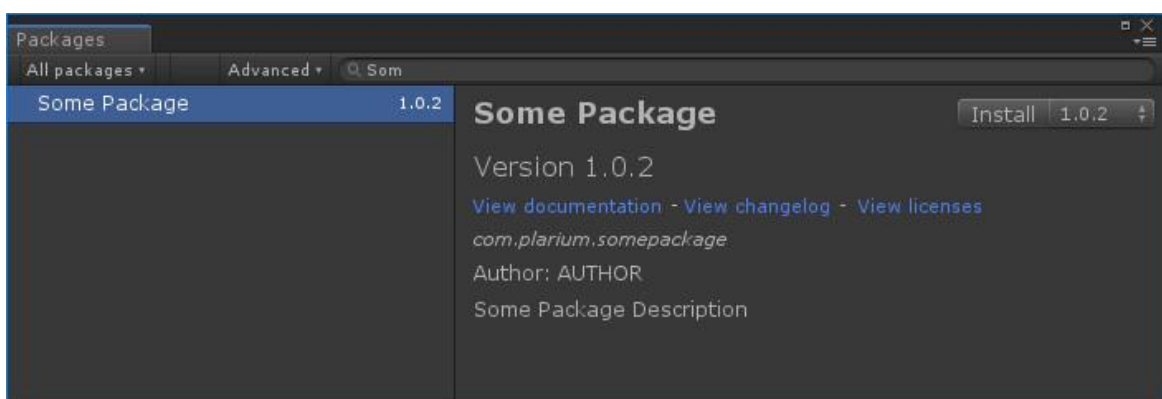 Packages
All packages Advanced Som
Some Package 1.0.2
Some Package Install 1.0.2
Version 1.0.2
View documentation - View changelog - View licenses
com.plarium.somepackage
Author: AUTHOR
Some Package Description